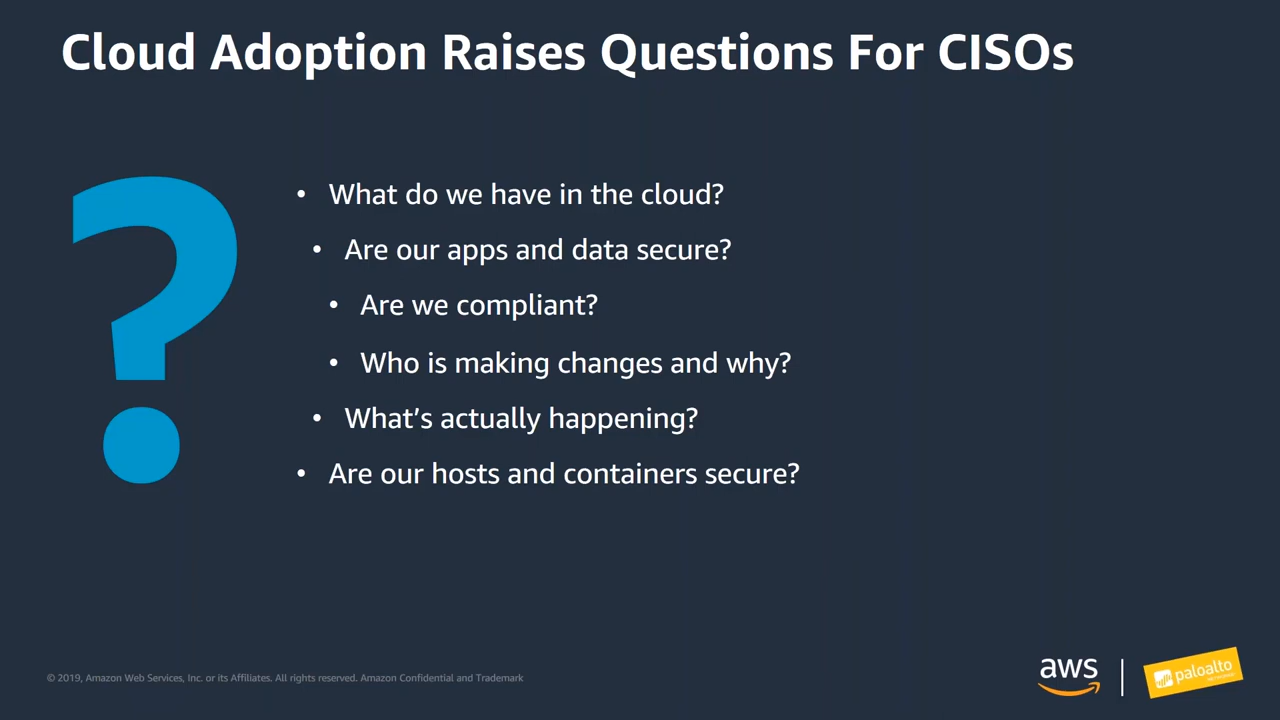 Cloud Adoption Raises Questions For CISOs
?
• What do we have in the cloud?
• Are our apps and data secure?
• Are we compliant?
• Who is making changes and why?
• What’s actually happening?
• Are our hosts and containers secure?
© 2019, Amazon Web Services, Inc. or its Affiliates. All rights reserved. Amazon Confidential and Trademark
aws
paloalto